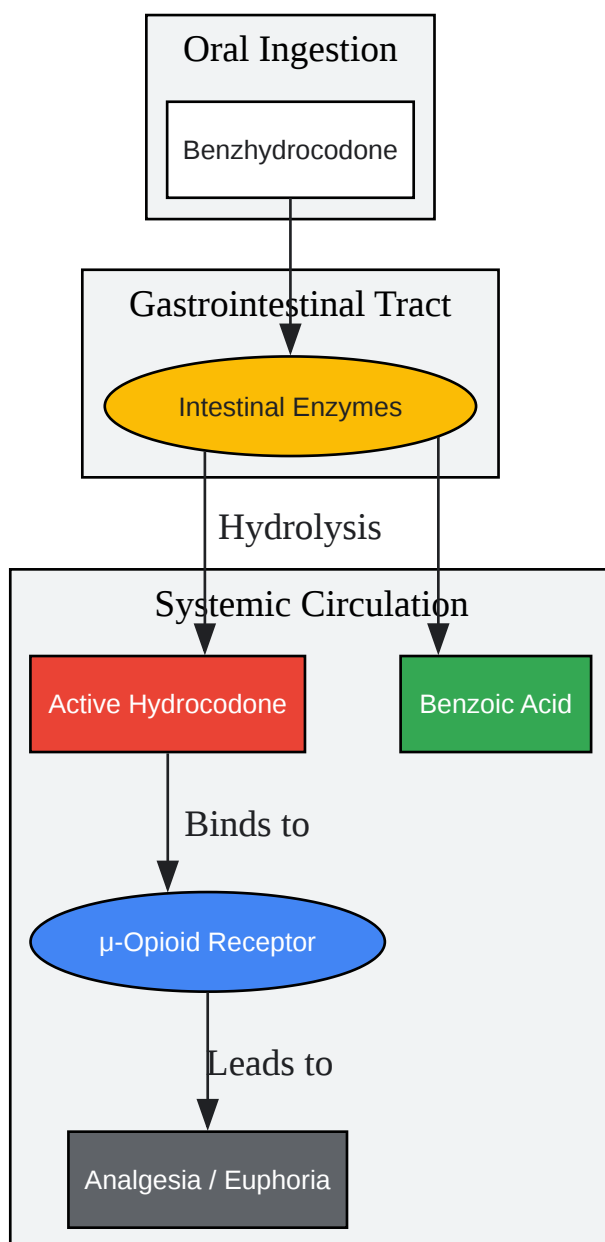 Oral Ingestion
Benzhydrocodone
Gastrointestinal Tract
Intestinal Enzymes
Hydrolysis
Systemic Circulation
Active Hydrocodone
Benzoic Acid
Binds to
μ-Opioid Receptor
Leads to
Analgesia / Euphoria